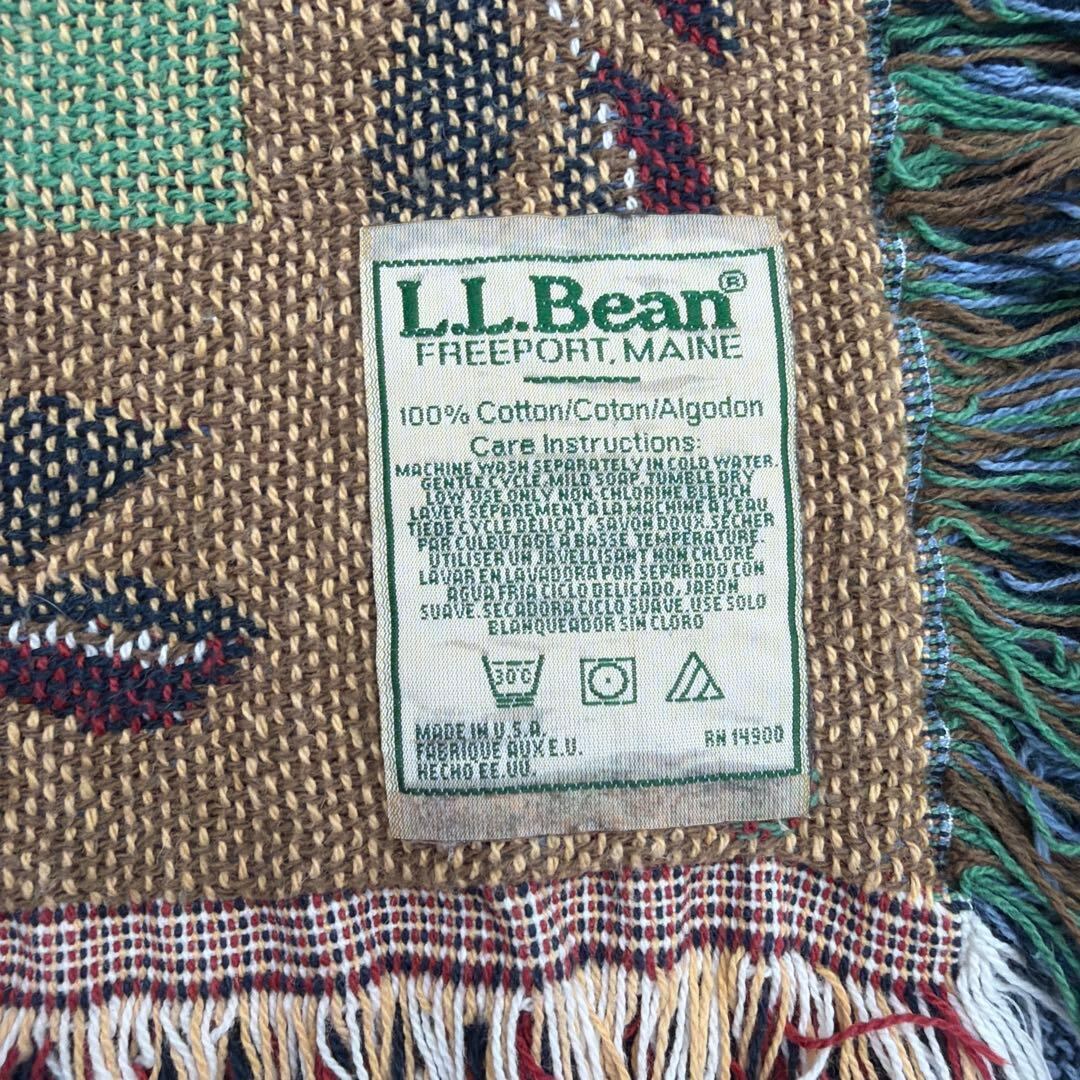 L.L.Bean®
FREEPORT, MAINE
100% Cotton/Coton/Algodon
Care Instructions:
MACHINE WASH SEPARATELY IN COLD WATER.
GENTLE CYCLE, MILD SOAP, TUMBLE DRY
LOW USE ONLY NON-CHLORINE BLEACH
LAVER SÉPAREMENT A LA MACHINE A L'EAU
TIEDE CYCLE DELICAT, SAVON DOUX. SÉCHER
PAR CULBUTAGE A BASSE TEMPERATURE.
UTILISER UN JAVELLISANT NON CHLORE
LAVAR EN LAVADORA POR SEPARADO CON
AGUA FRIA CICLO DELICADO, JABON
SUAVE. SECADORA CICLO SUAVE. USE SOLO
BLANQUEADOR SIN CLORO
30°C
MADE IN U.S.A.
FABRIQUE AUX E.U.
HECHO EE.UU.
RN 14900